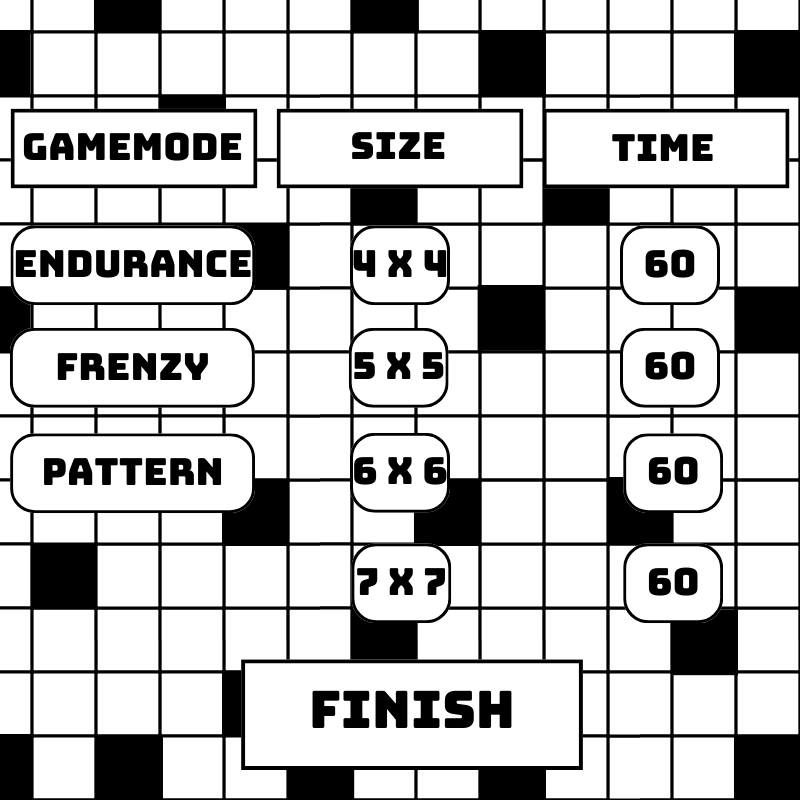 GAMEMODE SIZE TIME
ENDURANCE 4 X 4 60
FRENZY 5 X 5 60
PATTERN 6 X 6 60
7 X 7 60
FINISH